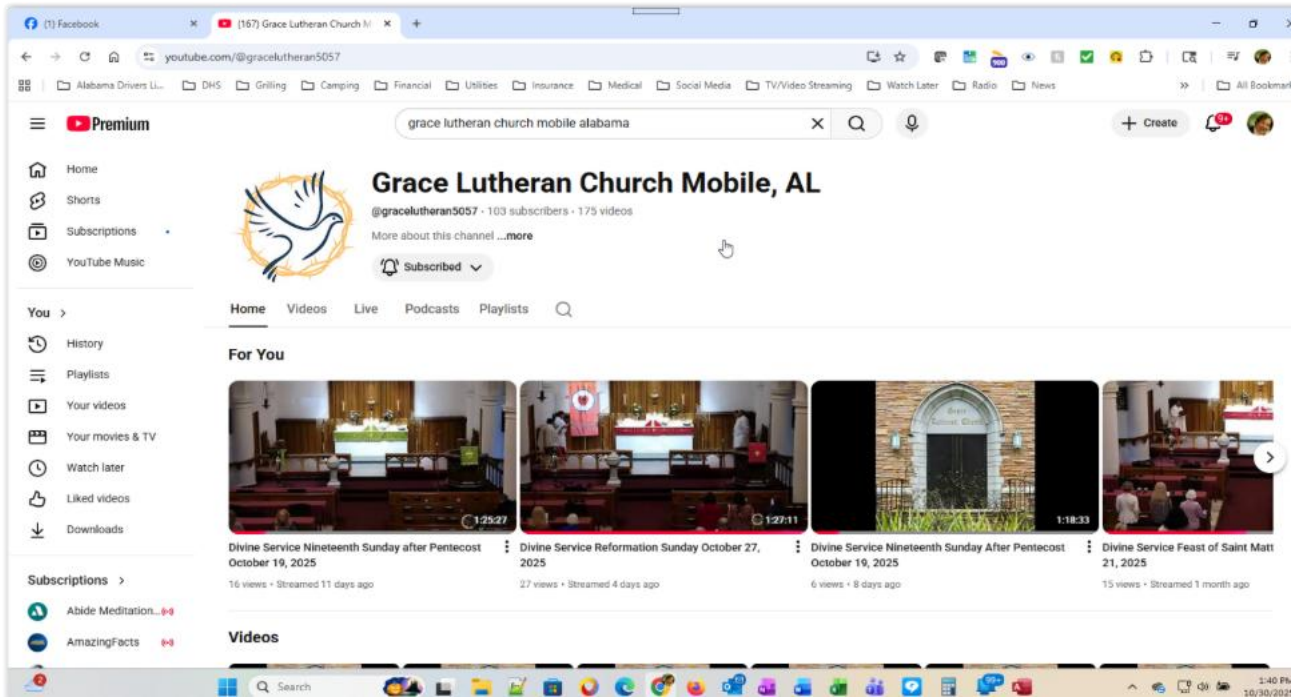 (1) Facebook
(167) Grace Lutheran Church M
youtube.com/@gracelutheran5057
Alabama Drivers Li...
DHS
Grilling
Camping
Financial
Utilities
Insurance
Medical
Social Media
TV/Video Streaming
Watch Later
Radio
News
All Bookmark
Premium
grace lutheran church mobile alabama
Create
9+
Home
Shorts
Subscriptions
YouTube Music
You
History
Playlists
Your videos
Your movies & TV
Watch later
Liked videos
Downloads
Subscriptions
Abide Meditation...
AmazingFacts
Grace Lutheran Church Mobile, AL
@gracelutheran5057 · 103 subscribers · 175 videos
More about this channel ...more
Subscribed
Home Videos Live Podcasts Playlists
For You
1:25:27
Divine Service Nineteenth Sunday after Pentecost
October 19, 2025
16 views • Streamed 11 days ago
1:27:11
Divine Service Reformation Sunday October 27,
2025
27 views • Streamed 4 days ago
Grace
Lutheran Church
1:18:33
Divine Service Nineteenth Sunday After Pentecost
October 19, 2025
6 views • 8 days ago
Divine Service Feast of Saint Matt
21, 2025
15 views • Streamed 1 month ago
Videos
2
Search
99+
1:40 PM
10/30/2025